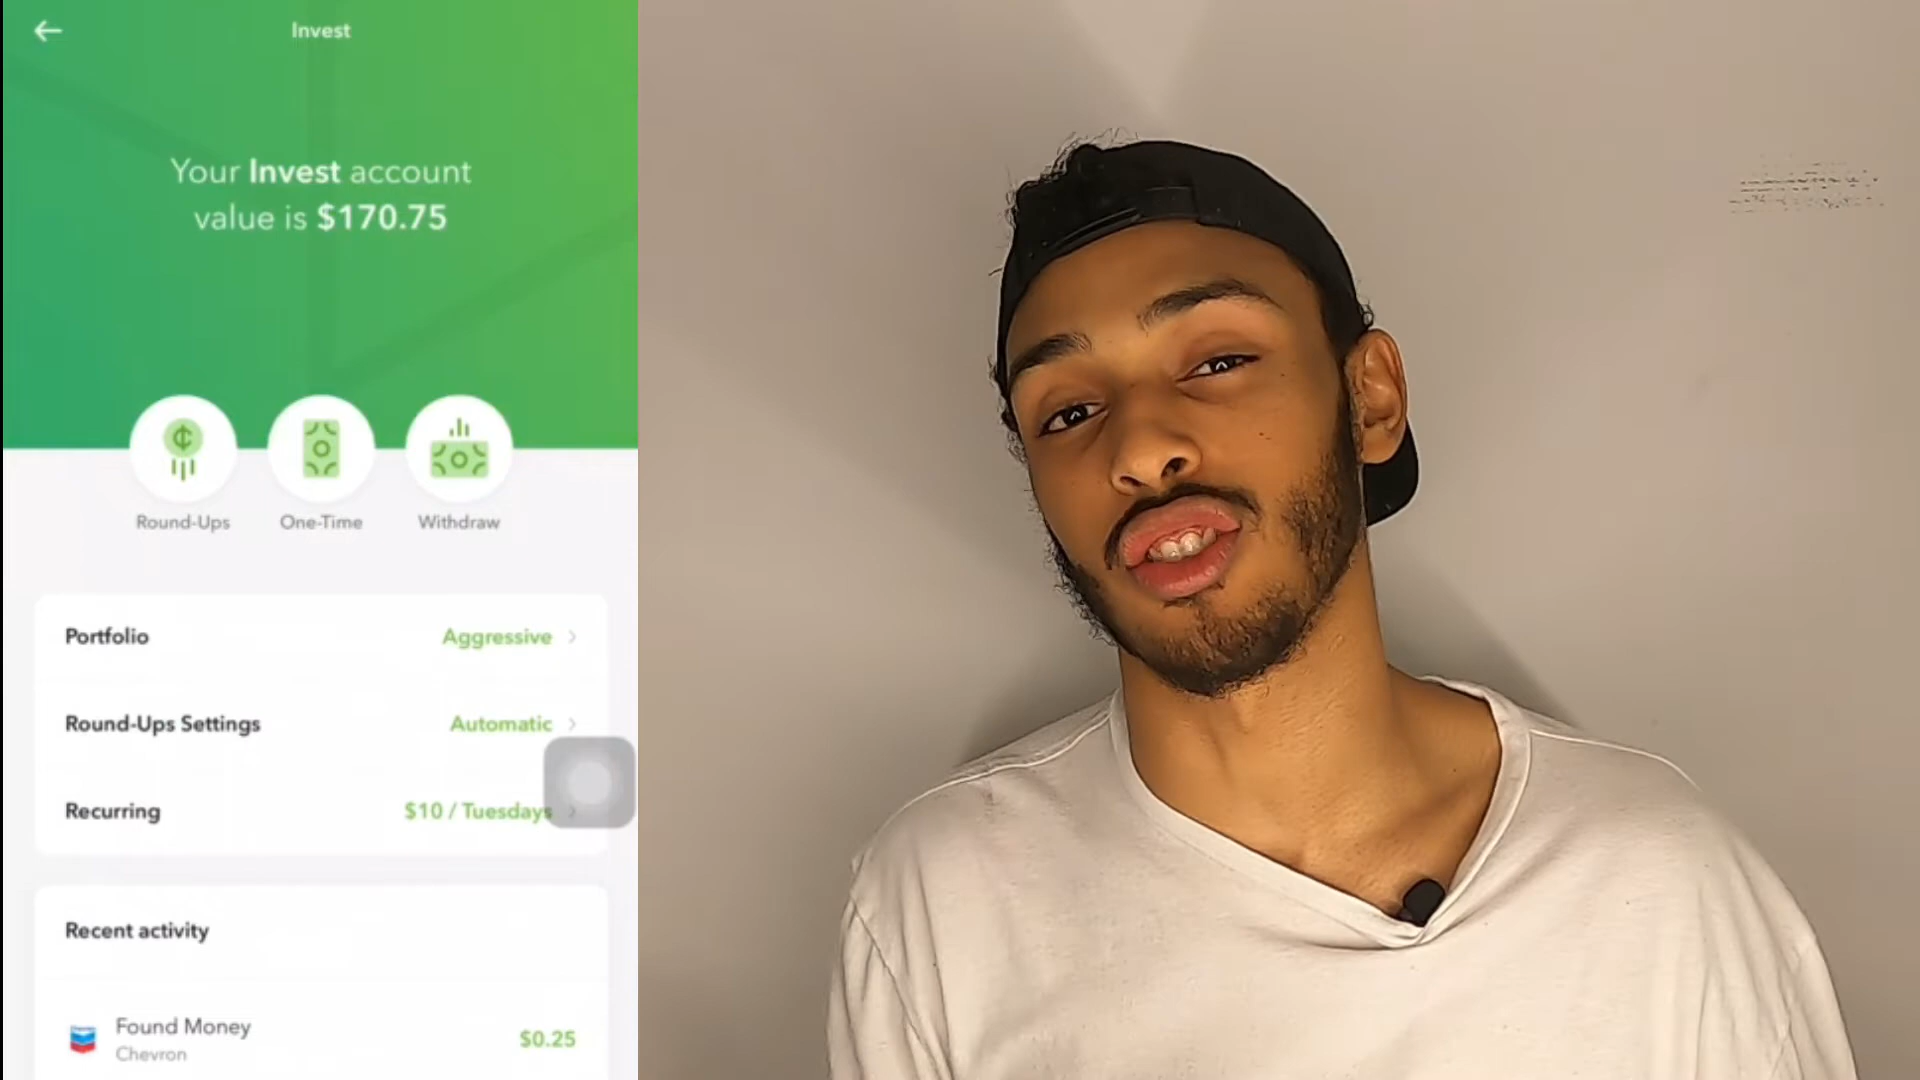 Invest
Your Invest account
value is $170.75
Round-Ups
One-Time
Withdraw
Portfolio
Aggressive
Round-Ups Settings
Automatic
Recurring
$10 / Tuesdays
Recent activity
Found Money
$0.25
Chevron